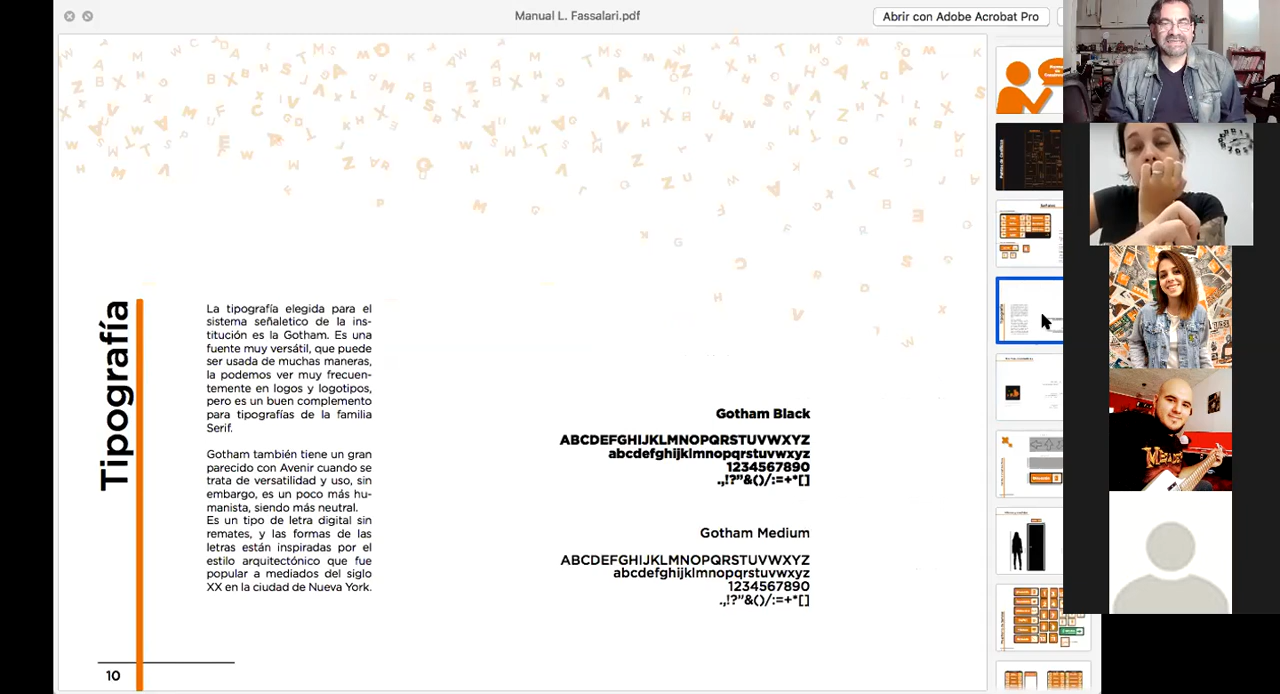 Manual L. Fassalari.pdf
Abrir con Adobe Acrobat Pro
Tipografía
La tipografía elegida para el
sistema señaletico de la ins-
titución es la Gotham. Es una
fuente muy versátil, que puede
ser usada de muchas maneras,
la podemos ver muy frecuen-
temente en logos y logotipos,
pero es un buen complemento
para tipografías de la familia
Serif.
Gotham también tiene un gran
parecido con Avenir cuando se
trata de versatilidad y uso, sin
embargo, es un poco más hu-
manista, siendo más neutral.
Es un tipo de letra digital sin
remates, y las formas de las
letras están inspiradas por el
estilo arquitectónico que fue
popular a mediados del siglo
XX en la ciudad de Nueva York.
Gotham Black
ABCDEFGHIJKLMNOPQRSTUVWXYZ
abcdefghijklmnopqrstuvwxyz
1234567890
.,!?"&()/:=+*[]
Gotham Medium
ABCDEFGHIJKLMNOPQRSTUVWXYZ
abcdefghijklmnopqrstuvwxyz
1234567890
.,!?"&()/:=+*[]
10